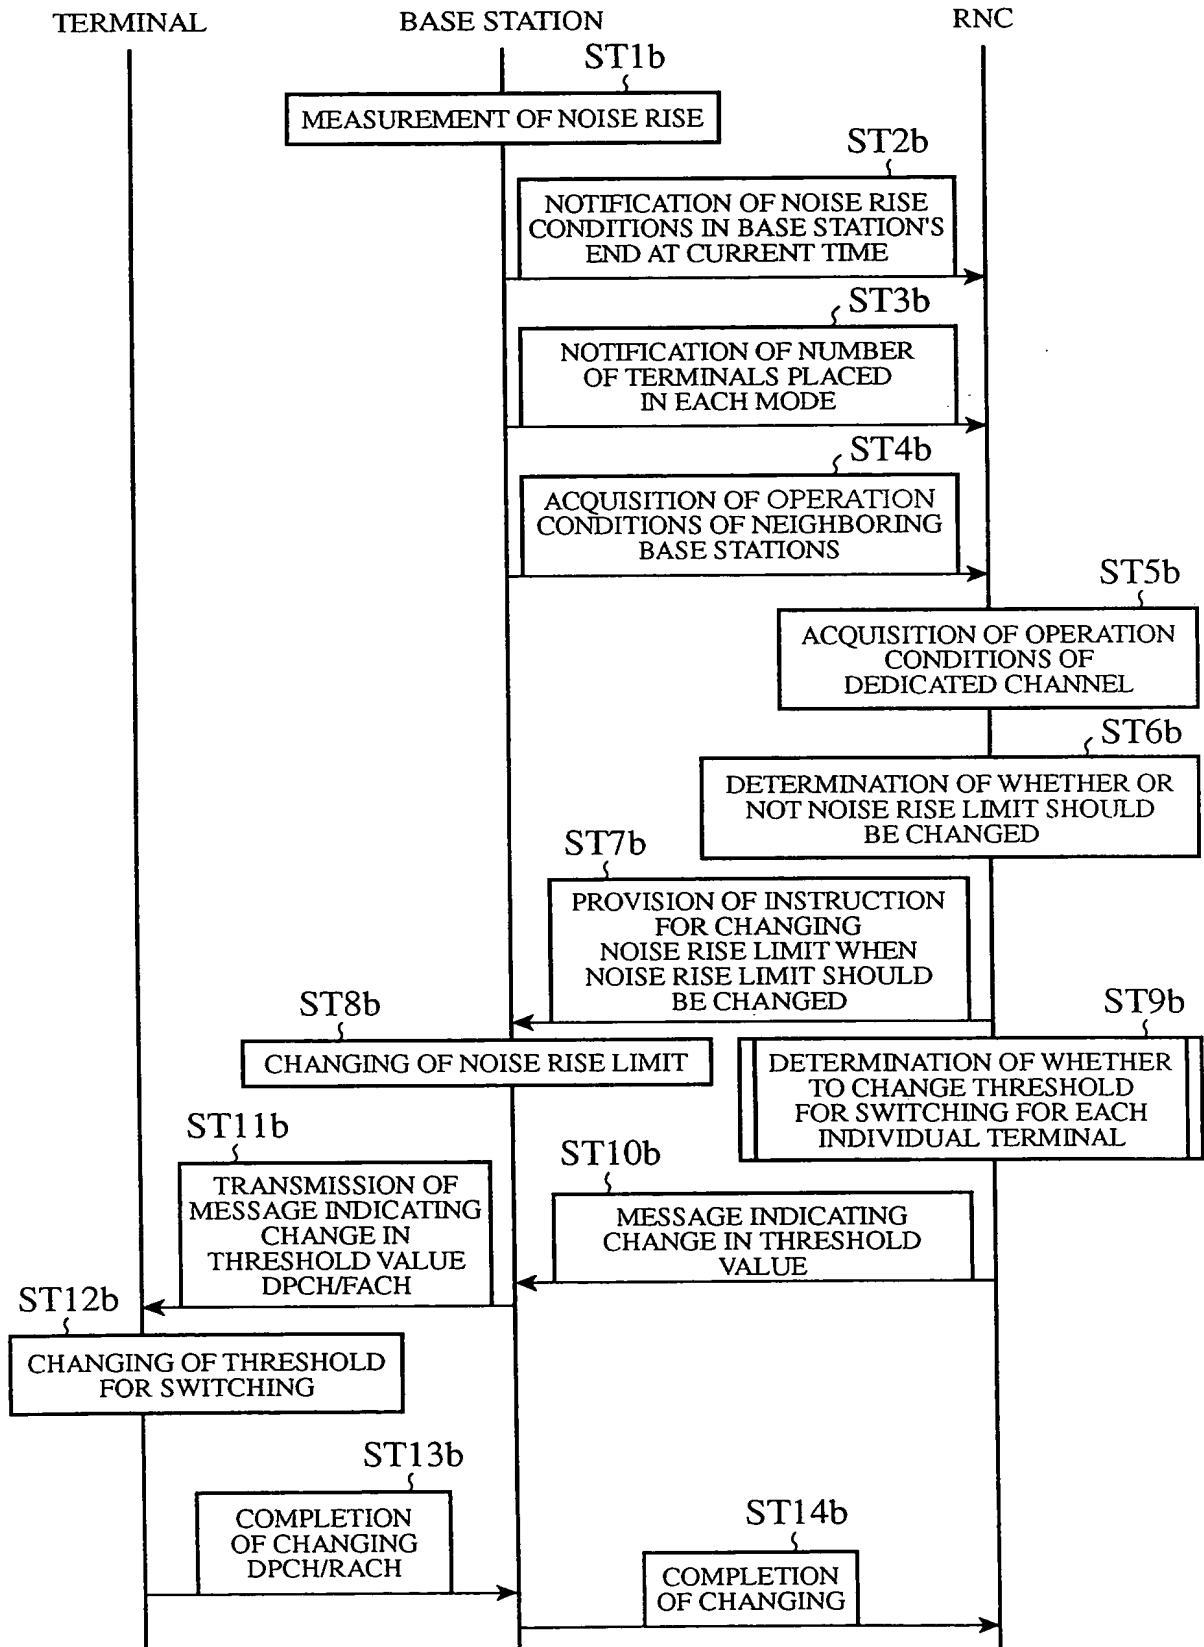 TERMINAL
BASE STATION
RNC
ST1b
MEASUREMENT OF NOISE RISE
ST2b
NOTIFICATION OF NOISE RISE
CONDITIONS IN BASE STATION'S
END AT CURRENT TIME
ST3b
NOTIFICATION OF NUMBER
OF TERMINALS PLACED
IN EACH MODE
ST4b
ACQUISITION OF OPERATION
CONDITIONS OF NEIGHBORING
BASE STATIONS
ST5b
ACQUISITION OF OPERATION
CONDITIONS OF
DEDICATED CHANNEL
ST6b
DETERMINATION OF WHETHER OR
NOT NOISE RISE LIMIT SHOULD
BE CHANGED
ST7b
PROVISION OF INSTRUCTION
FOR CHANGING
NOISE RISE LIMIT WHEN
NOISE RISE LIMIT SHOULD
BE CHANGED
ST8b
CHANGING OF NOISE RISE LIMIT
ST9b
DETERMINATION OF WHETHER
TO CHANGE THRESHOLD
FOR SWITCHING FOR EACH
INDIVIDUAL TERMINAL
ST10b
MESSAGE INDICATING
CHANGE IN THRESHOLD
VALUE
ST11b
TRANSMISSION OF
MESSAGE INDICATING
CHANGE IN
THRESHOLD VALUE
DPCH/FACH
ST12b
CHANGING OF THRESHOLD
FOR SWITCHING
ST13b
COMPLETION
OF CHANGING
DPCH/RACH
ST14b
COMPLETION
OF CHANGING